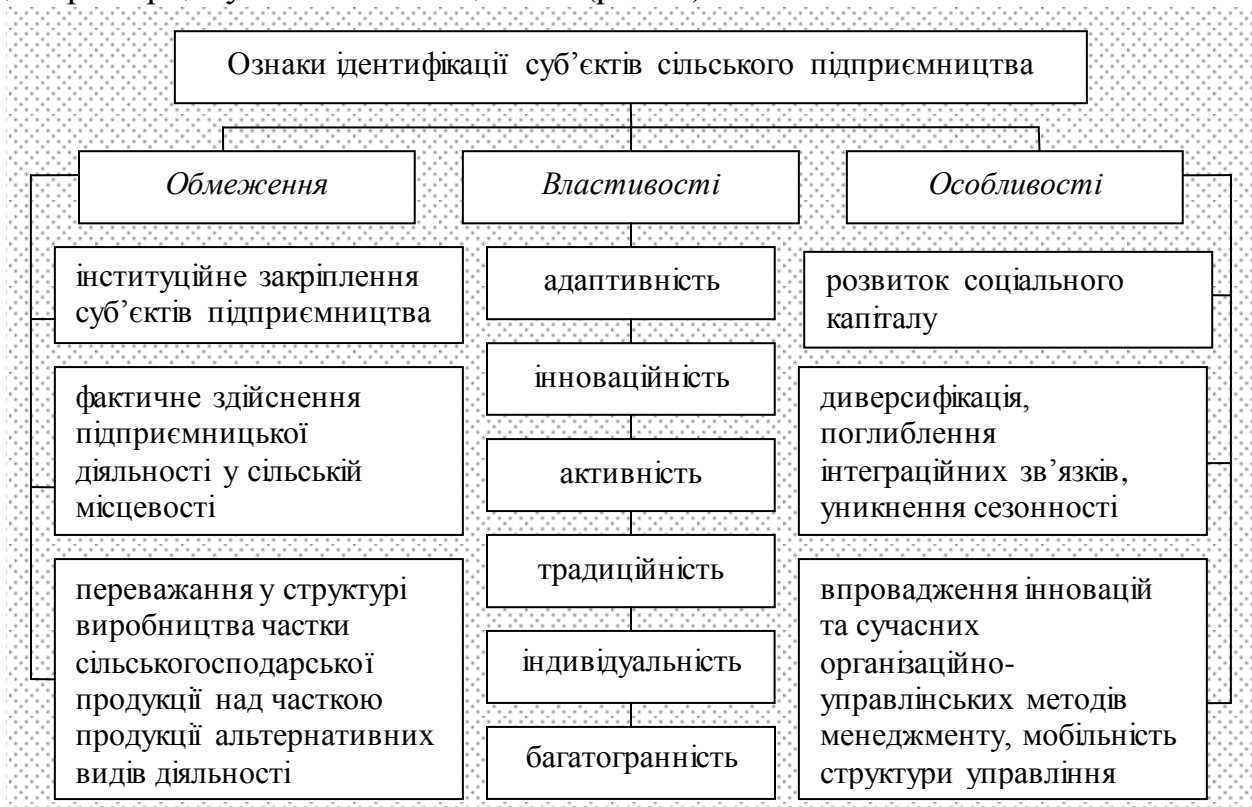 Ознаки ідентифікації суб’єктів сільського підприємництва
Обмеження
Властивості
Особливості
інституційне закріплення
суб’єктів підприємництва
фактичне здійснення
підприємницької
діяльності у сільській
місцевості
переважання у структурі
виробництва частки
сільськогосподарської
продукції над часткою
продукції альтернативних
видів діяльності
адаптивність
інноваційність
активність
традиційність
індивідуальність
багатогранність
розвиток соціального
капіталу
диверсифікація,
поглиблення
інтеграційних зв’язків,
уникнення сезонності
впровадження інновацій
та сучасних
організаційно-
управлінських методів
менеджменту, мобільність
структури управління